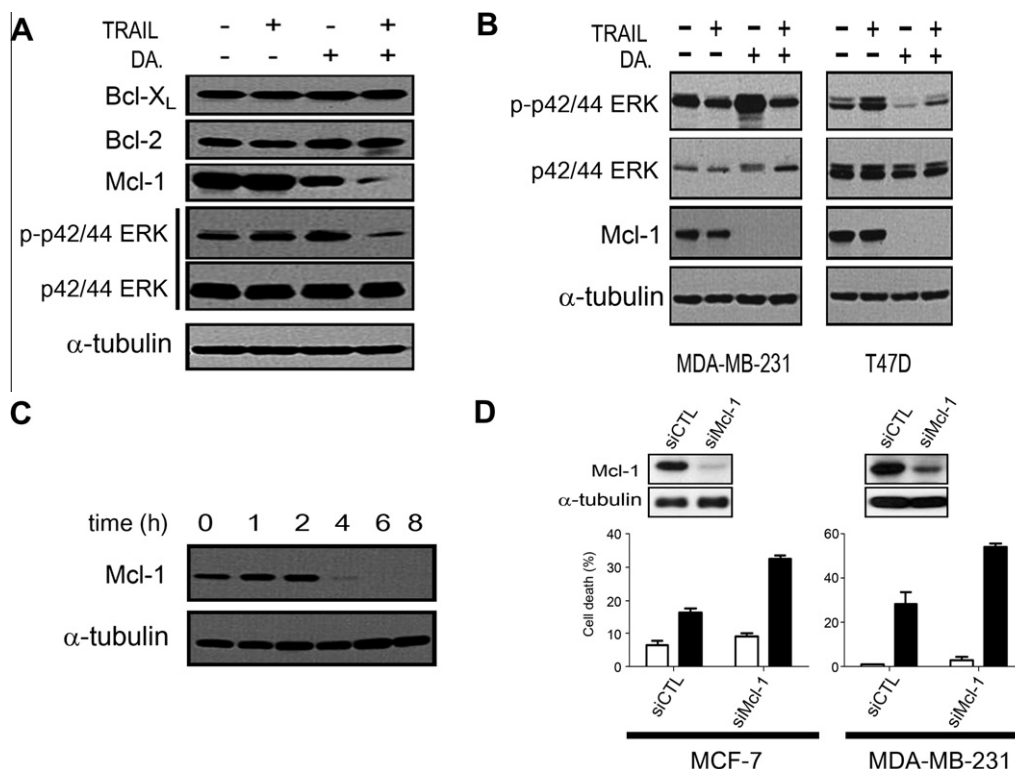 A
TRAIL - + - +
DA. - - + +
Bcl-XL
Bcl-2
Mcl-1
p-p42/44 ERK
p42/44 ERK
α-tubulin
B
TRAIL - + - + - + - +
DA. - - + + - - + +
p-p42/44 ERK
p42/44 ERK
Mcl-1
α-tubulin
MDA-MB-231 T47D
C
time (h) 0 1 2 4 6 8
Mcl-1
α-tubulin
D
siCTL siMcl-1 siCTL siMcl-1
Mcl-1
α-tubulin
Cell death (%)
40 60
30
40
20
20
10
0 0
siCTL siMcl-1 siCTL siMcl-1
MCF-7 MDA-MB-231